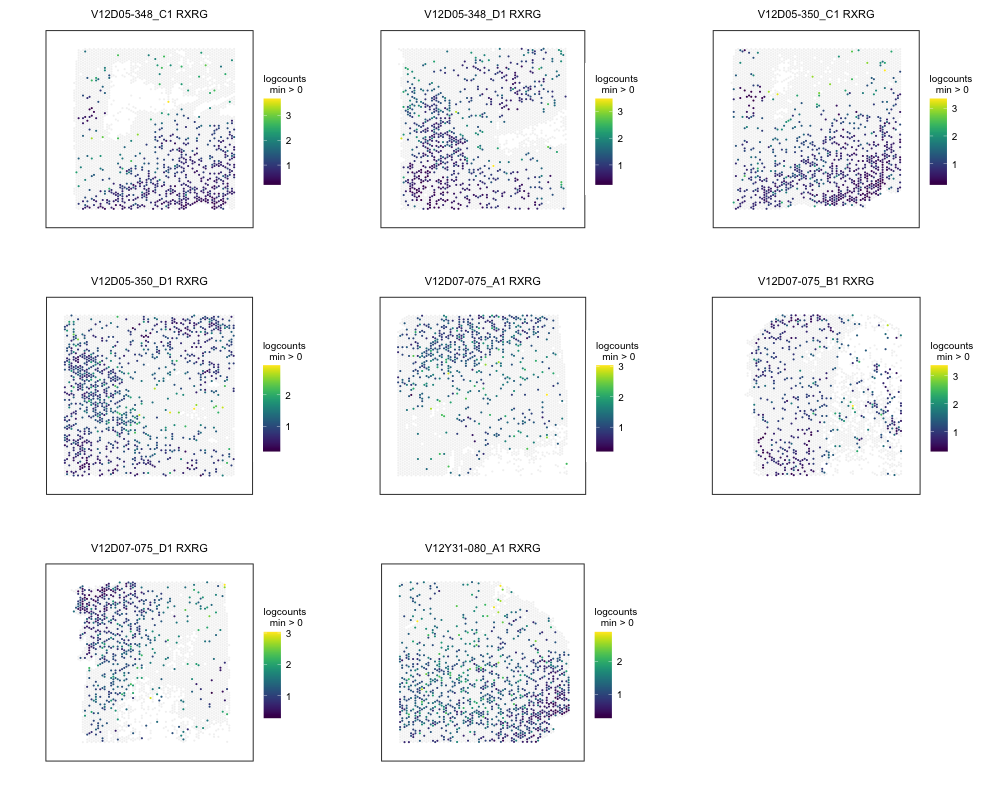 V12D05-348_C1 RXRG
logcounts
min > 0
3
2
1
V12D05-348_D1 RXRG
logcounts
min > 0
3
2
1
V12D05-350_C1 RXRG
logcounts
min > 0
3
2
1
V12D05-350_D1 RXRG
logcounts
min > 0
2
1
V12D07-075_A1 RXRG
logcounts
min > 0
3
2
1
V12D07-075_B1 RXRG
logcounts
min > 0
3
2
1
V12D07-075_D1 RXRG
logcounts
min > 0
3
2
1
V12Y31-080_A1 RXRG
logcounts
min > 0
2
1